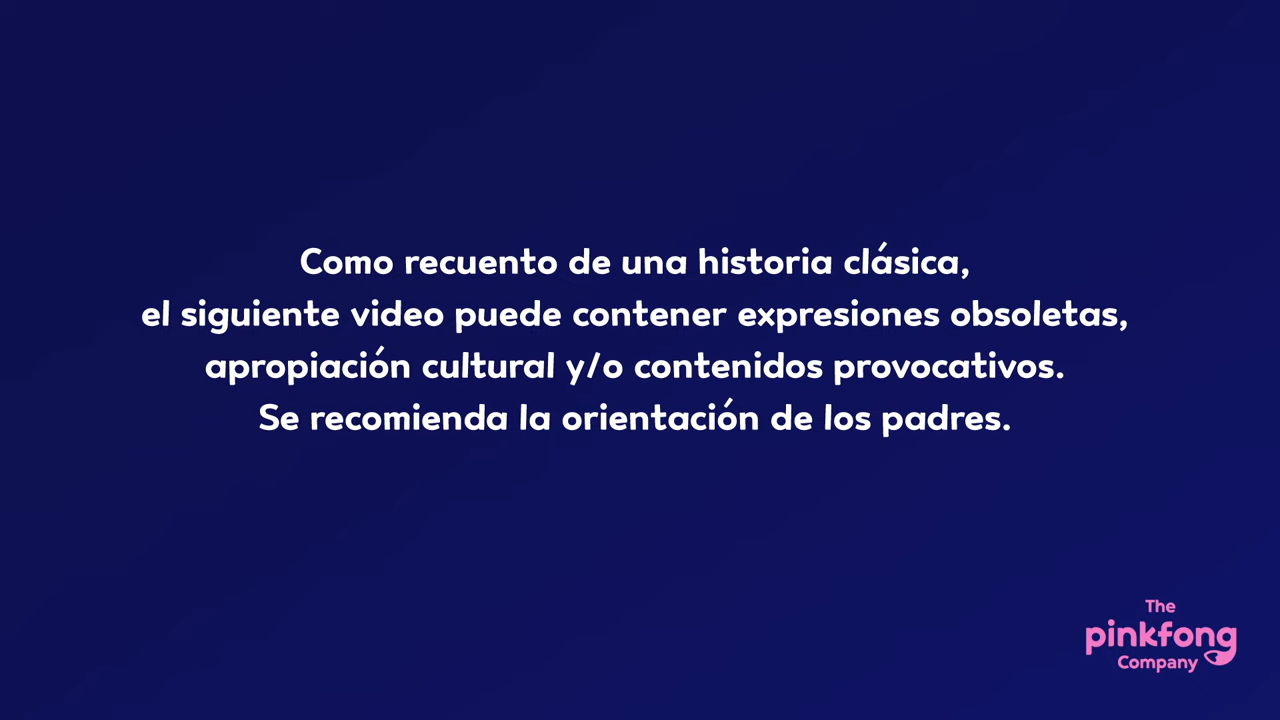 Como recuento de una historia clásica,
el siguiente video puede contener expresiones obsoletas,
apropiación cultural y/o contenidos provocativos.
Se recomienda la orientación de los padres.
The
pinkfong
Company